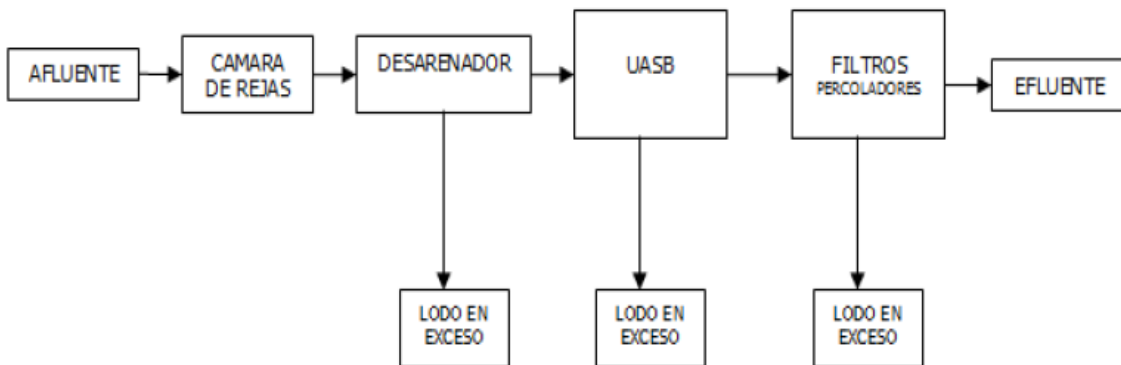 AFLUENTE
CAMARA
DE REJAS
DESARENADOR
UASB
FILTROS
PERCOLADORES
EFLUENTE
LODO EN
EXCESO
LODO EN
EXCESO
LODO EN
EXCESO